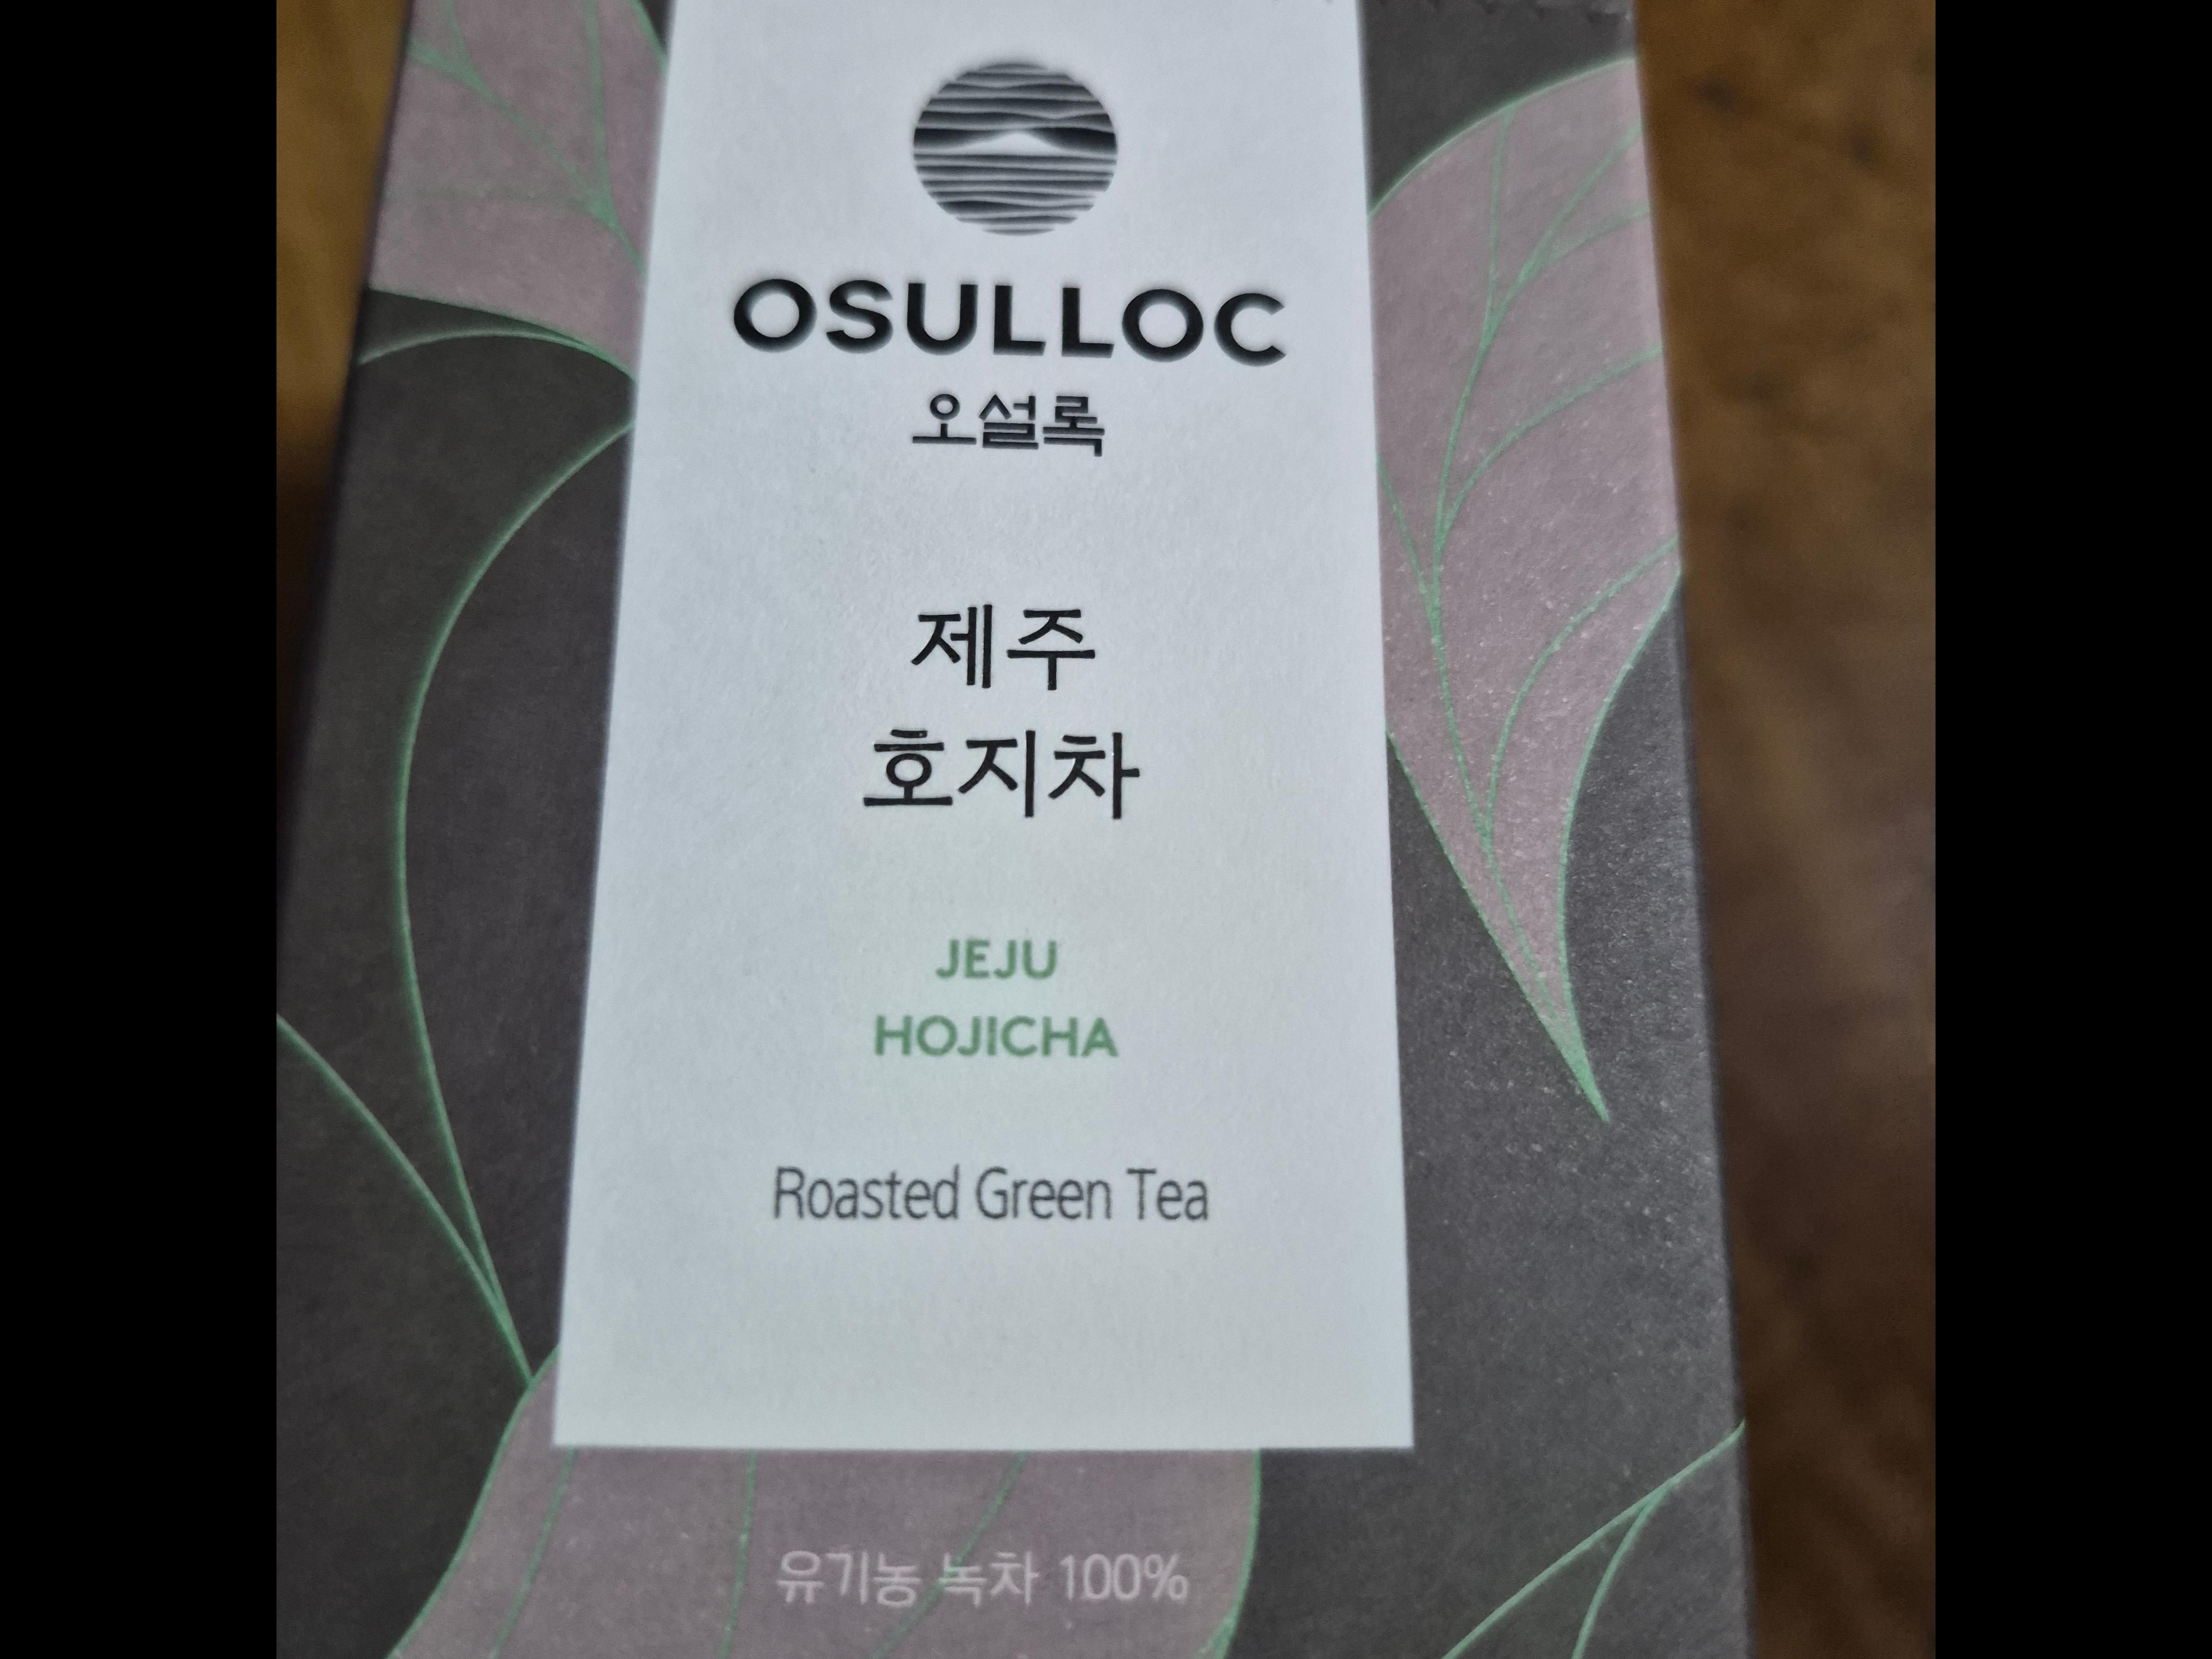 OSULLOC
오설록
제주
호지차
JEJU
HOJICHA
Roasted Green Tea
유기농 녹차 100%